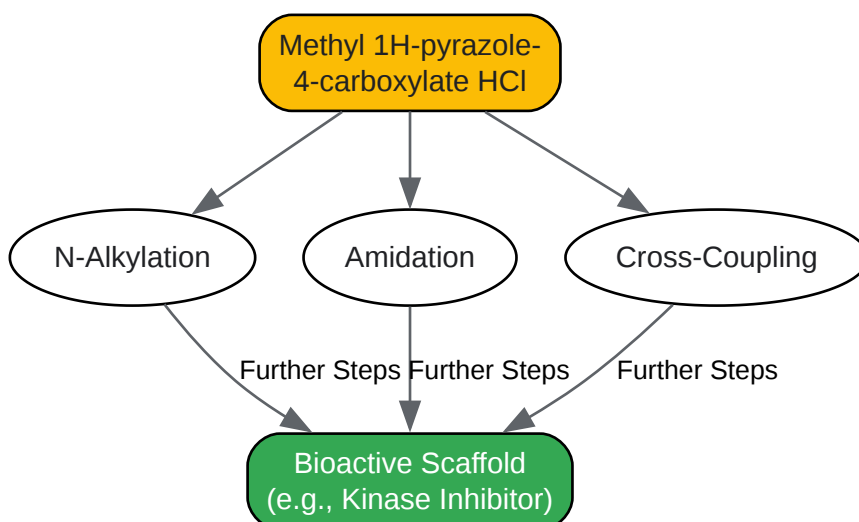 Methyl 1H-pyrazole-
4-carboxylate HCl
N-Alkylation
Amidation
Cross-Coupling
Further Steps
Further Steps
Further Steps
Bioactive Scaffold
(e.g., Kinase Inhibitor)